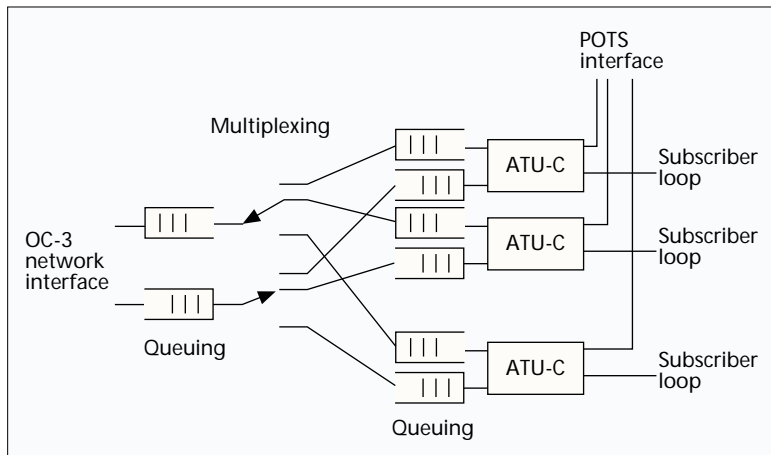 POTS
interface
Multiplexing
ATU-C
Subscriber
loop
OC-3
network
interface
ATU-C
Subscriber
loop
Queuing
ATU-C
Subscriber
loop
Queuing